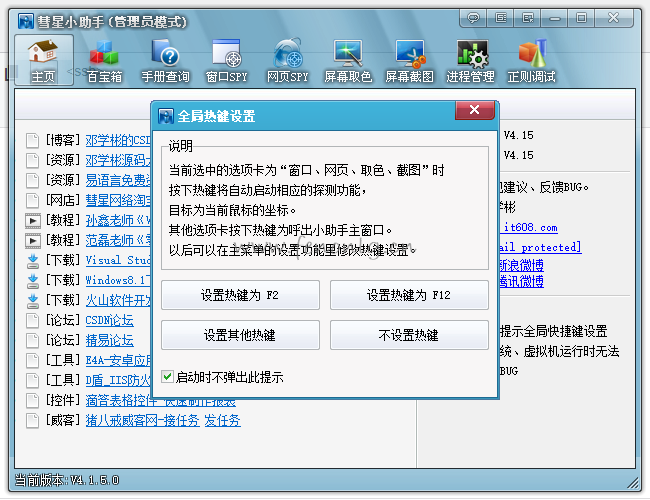 彗星小助手 (管理员模式)
主页 百宝箱 手册查询 窗口SPY 网页SPY 屏幕取色 屏幕截图 进程管理 正则调试
全局热键设置
说明
当前选中的选项卡为“窗口、网页、取色、截图”时
按下热键将自动启动相应的探测功能，
目标为当前鼠标的坐标。
其他选项卡按下热键为呼出小助手主窗口。
以后可以在主菜单的设置功能里修改热键设置。
设置热键为 F2 设置热键为 F12
设置其他热键 不设置热键
启动时不弹出此提示
[博客] 邓学彬的CSD
[资源] 邓学彬源码
[资源] 易语言免费
[网店] 彗星网络淘
[教程] 孙鑫老师《V
[教程] 范磊老师《
[下载] Visual Stud
[下载] Windows8.1
[下载] 火山软件开
[论坛] CSDN论坛
[论坛] 精易论坛
[工具] E4A-安卓应
[工具] D盾_IIS防火
[控件] 滴答表格控件-快速制作报表
[威客] 猪八戒威客网-接任务 发任务
V4.15
V4.15
建议、反馈BUG。
彬
it608.com
ail protected]
新浪微博
腾讯微博
提示全局快捷键设置
统、虚拟机运行时无法
BUG
当前版本:V4.1.5.0